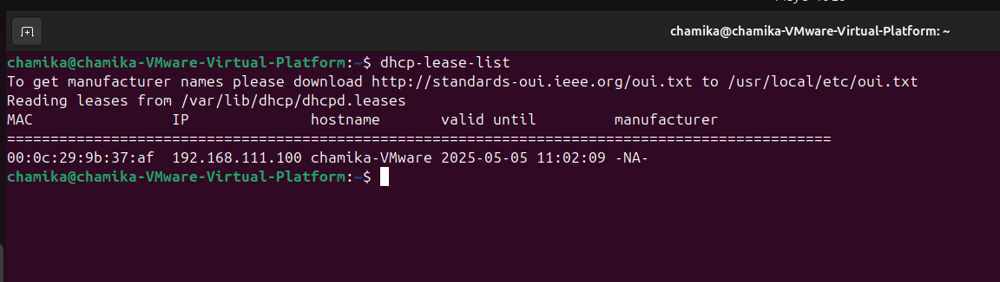 chamika@chamika-VMware-Virtual-Platform: ~
chamika@chamika-VMware-Virtual-Platform:~$ dhcp-lease-list
To get manufacturer names please download http://standards-oui.ieee.org/oui.txt to /usr/local/etc/oui.txt
Reading leases from /var/lib/dhcp/dhcpd.leases
MAC                IP              hostname       valid until         manufacturer
===============================================================================================
00:0c:29:9b:37:af  192.168.111.100 chamika-VMware 2025-05-05 11:02:09 -NA-
chamika@chamika-VMware-Virtual-Platform:~$